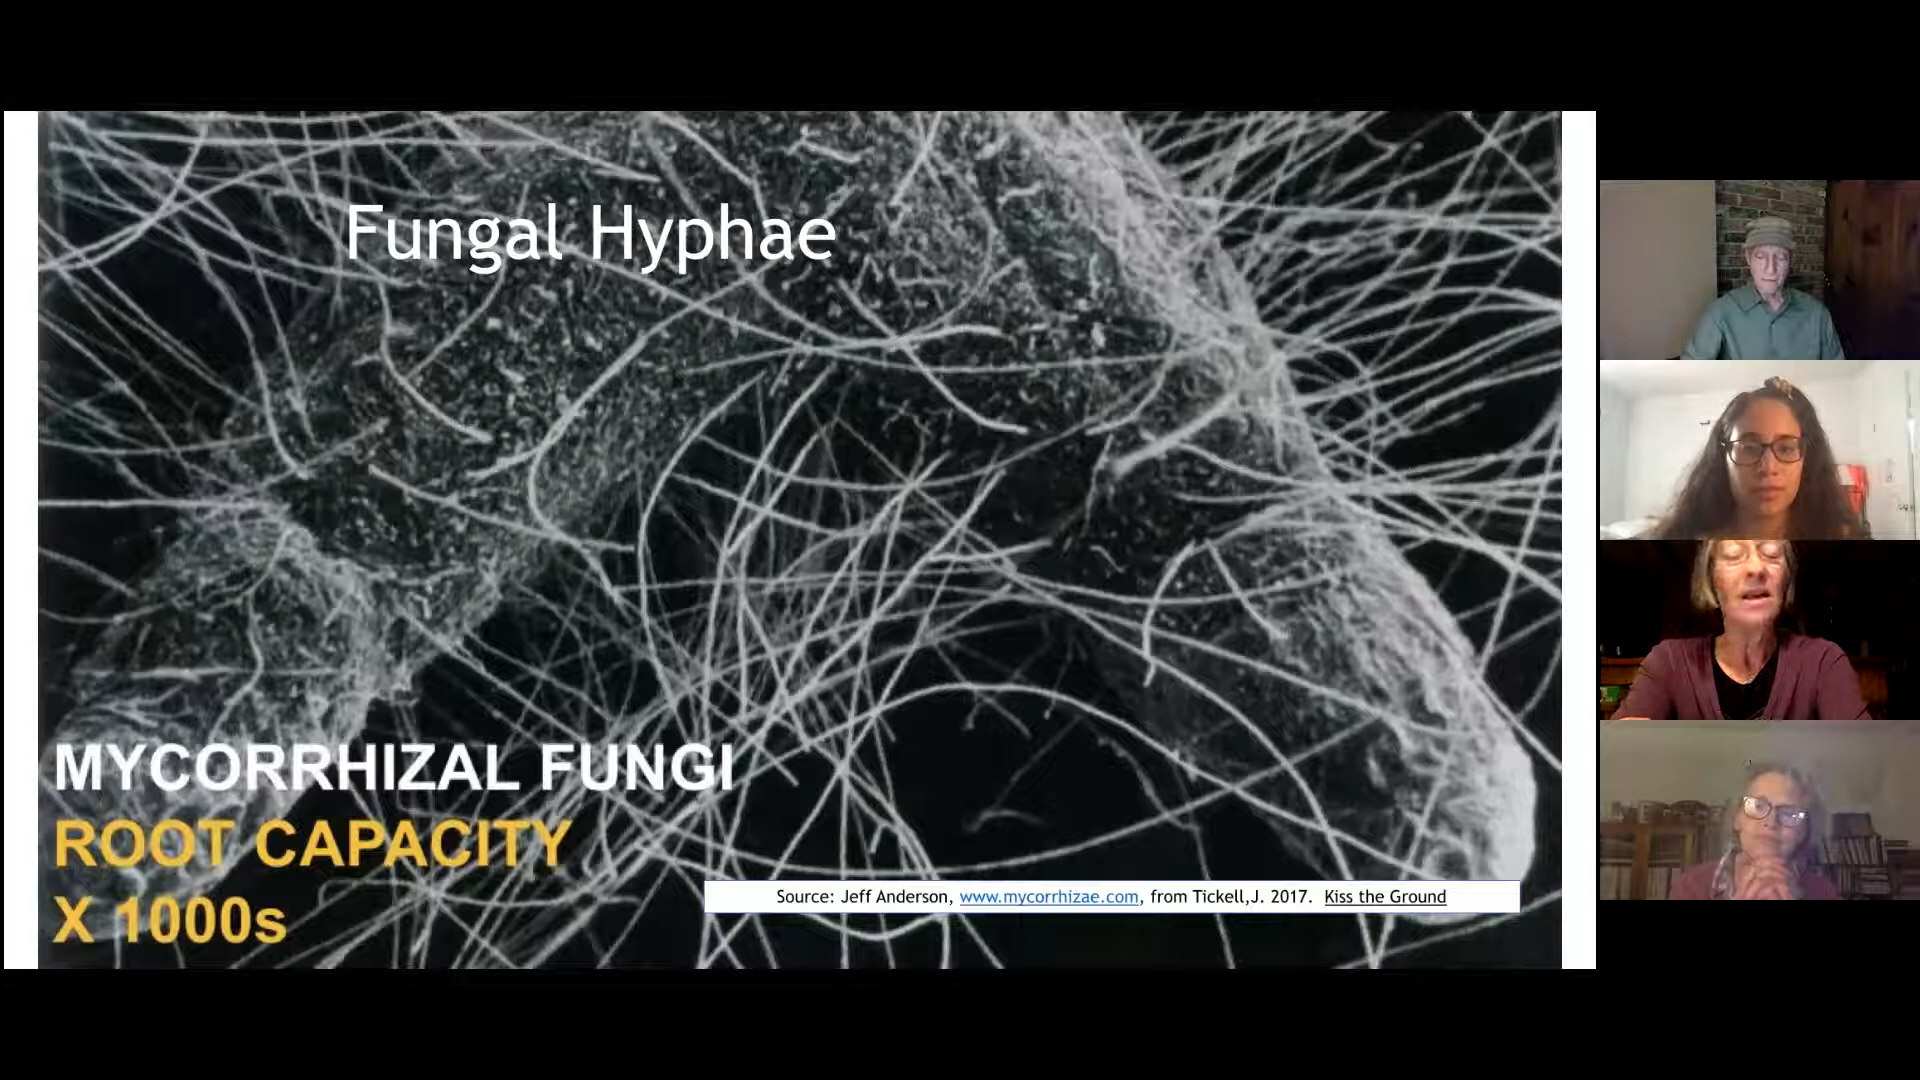 Fungal Hyphae
MYCORRHIZAL FUNGI
ROOT CAPACITY
X 1000s
Source: Jeff Anderson, www.mycorrhizae.com, from Tickell,J. 2017. Kiss the Ground